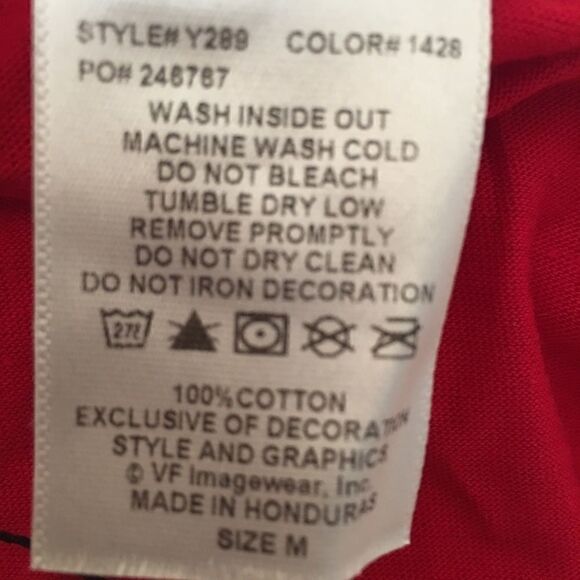 STYLE# Y289 COLOR# 1428
PO# 246767
WASH INSIDE OUT
MACHINE WASH COLD
DO NOT BLEACH
TUMBLE DRY LOW
REMOVE PROMPTLY
DO NOT DRY CLEAN
DO NOT IRON DECORATION
100% COTTON
EXCLUSIVE OF DECORATION
STYLE AND GRAPHICS
© VF Imagewear, Inc.
MADE IN HONDURAS
SIZE M